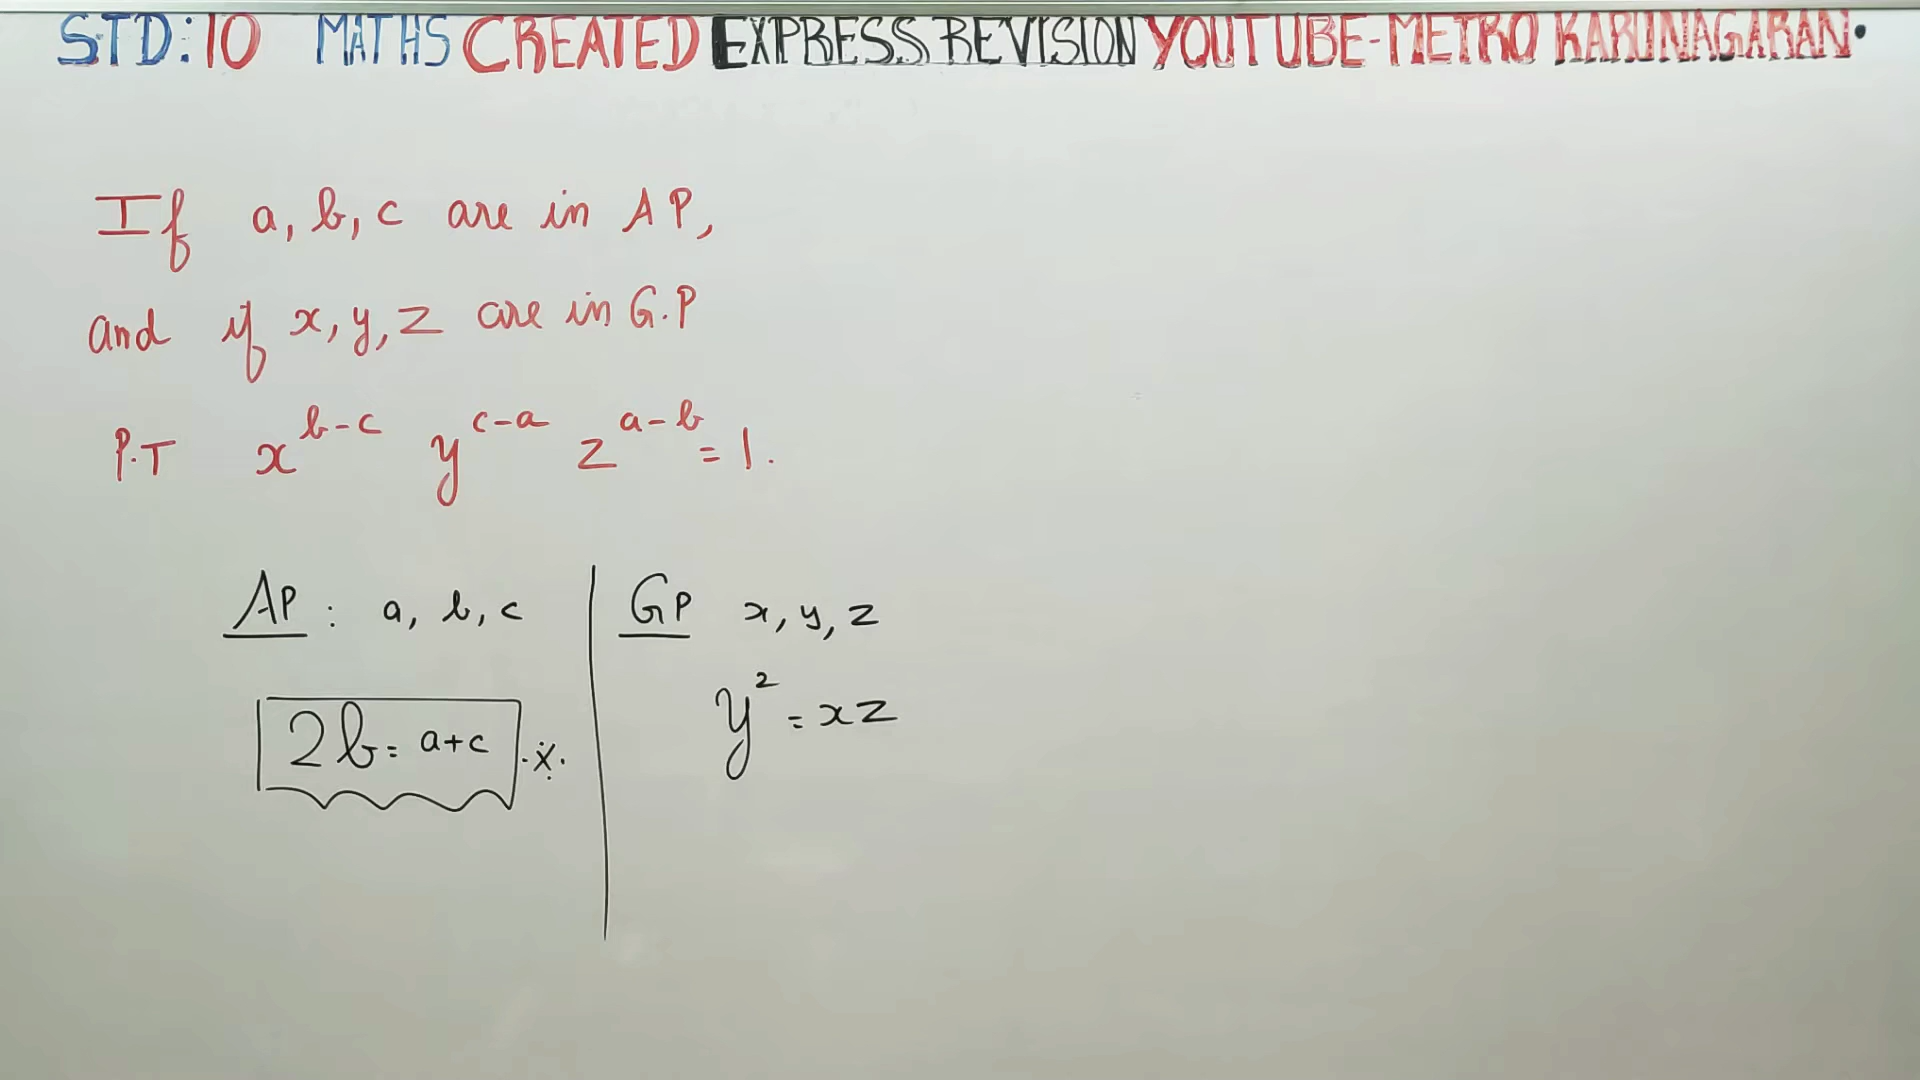 STD: 10 MATHS CREATED EXPRESS REVISION YOUTUBE-METRO KARUNAGARAN.
If a, b, c are in AP,
and if x, y, z are in G.P
P.T x^{b-c} y^{c-a} z^{a-b} = 1.
AP : a, b, c
2b = a+c
GP x, y, z
y² = xz